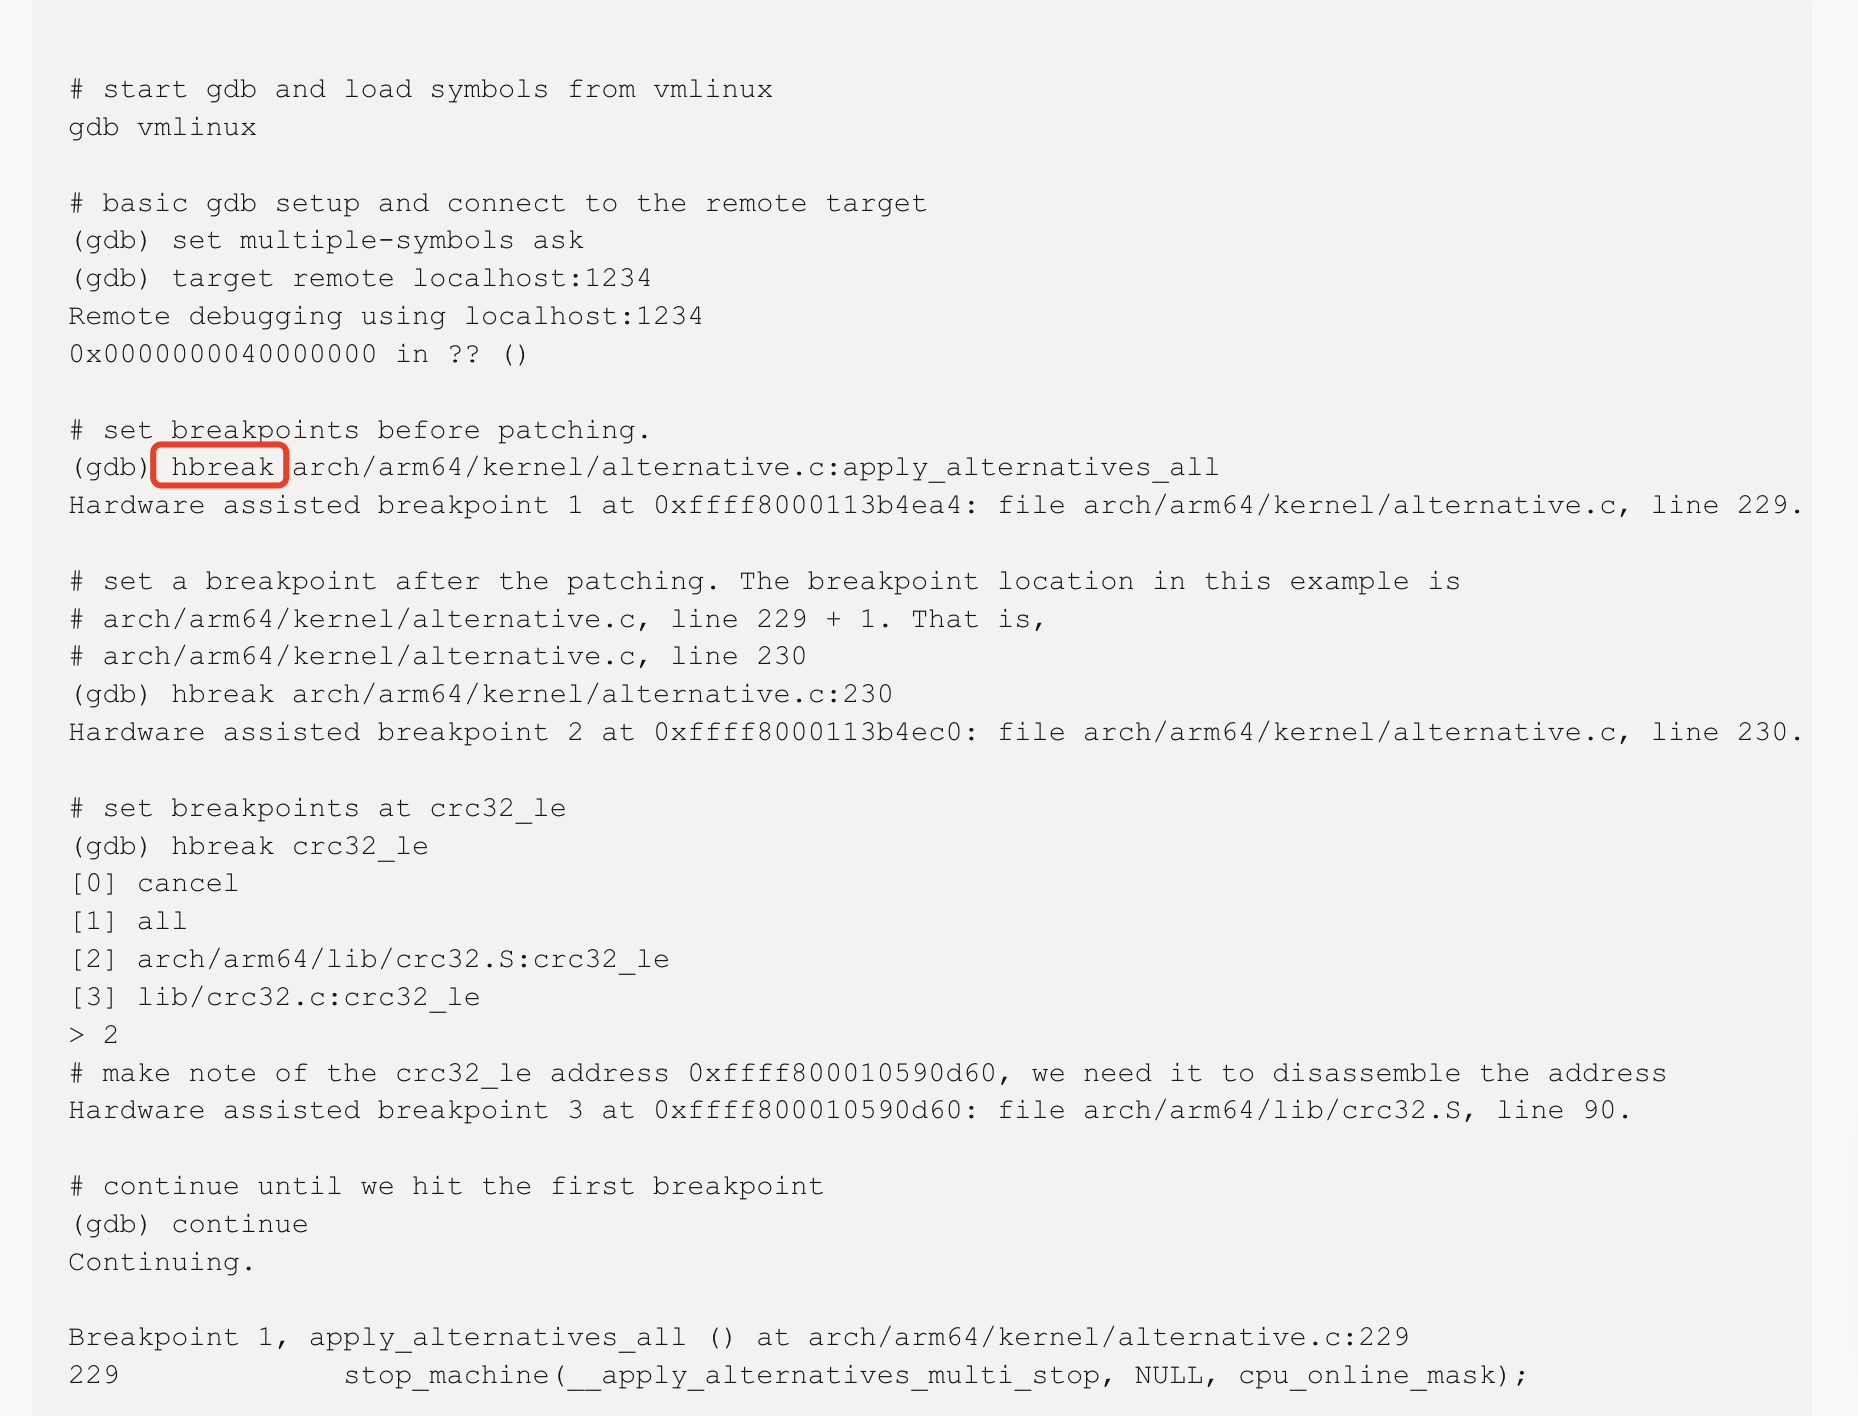 # start gdb and load symbols from vmlinux
gdb vmlinux
# basic gdb setup and connect to the remote target
(gdb) set multiple-symbols ask
(gdb) target remote localhost:1234
Remote debugging using localhost:1234
0x0000000040000000 in ?? ()
# set breakpoints before patching.
(gdb) hbreak arch/arm64/kernel/alternative.c:apply_alternatives_all
Hardware assisted breakpoint 1 at 0xffff8000113b4ea4: file arch/arm64/kernel/alternative.c, line 229.
# set a breakpoint after the patching. The breakpoint location in this example is
# arch/arm64/kernel/alternative.c, line 229 + 1. That is,
# arch/arm64/kernel/alternative.c, line 230
(gdb) hbreak arch/arm64/kernel/alternative.c:230
Hardware assisted breakpoint 2 at 0xffff8000113b4ec0: file arch/arm64/kernel/alternative.c, line 230.
# set breakpoints at crc32_le
(gdb) hbreak crc32_le
[0] cancel
[1] all
[2] arch/arm64/lib/crc32.S:crc32_le
[3] lib/crc32.c:crc32_le
> 2
# make note of the crc32_le address 0xffff800010590d60, we need it to disassemble the address
Hardware assisted breakpoint 3 at 0xffff800010590d60: file arch/arm64/lib/crc32.S, line 90.
# continue until we hit the first breakpoint
(gdb) continue
Continuing.
Breakpoint 1, apply_alternatives_all () at arch/arm64/kernel/alternative.c:229
229             stop_machine(__apply_alternatives_multi_stop, NULL, cpu_online_mask);